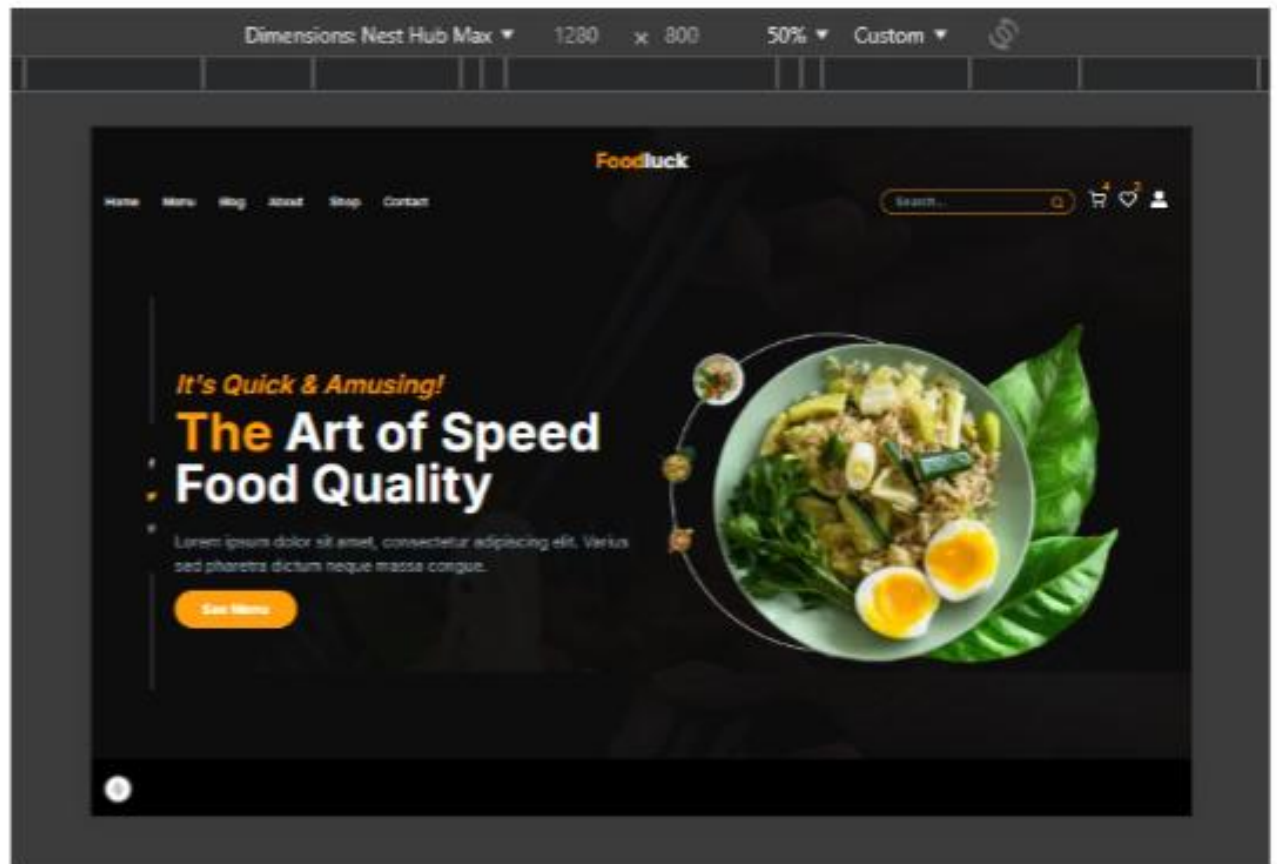 Dimensions: Nest Hub Max ▼ 1280 × 800 50% ▼ Custom ▼
Foodluck
Home Menu Blog About Shop Contact Search... 4 3
It's Quick & Amusing!
The Art of Speed
Food Quality
Lorem ipsum dolor sit amet, consectetur adipiscing elit. Varius
sed pharetra dictum neque massa congue.
See Menu